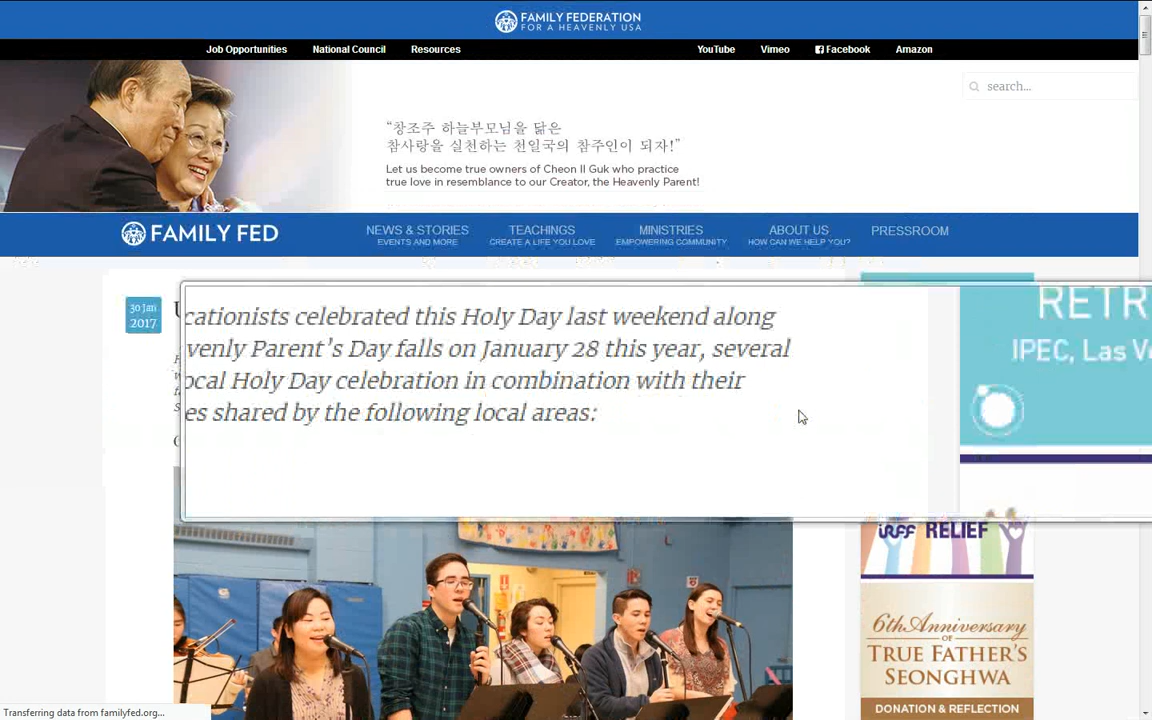 FAMILY FEDERATION
FOR A HEAVENLY USA
Job Opportunities
National Council
Resources
YouTube
Vimeo
Facebook
Amazon
search...
“창조주 하늘부모님을 닮은
참사랑을 실천하는 천일국의 참주인이 되자!”
Let us become true owners of Cheon Il Guk who practice
true love in resemblance to our Creator, the Heavenly Parent!
FAMILY FED
NEWS & STORIES
EVENTS AND MORE
TEACHINGS
CREATE A LIFE YOU LOVE
MINISTRIES
EMPOWERING COMMUNITY
ABOUT US
HOW CAN WE HELP YOU?
PRESSROOM
30 Jan
2017
cationists celebrated this Holy Day last weekend along
venly Parent’s Day falls on January 28 this year, several
ocal Holy Day celebration in combination with their
es shared by the following local areas:
RETR
IPEC, Las V
irff RELIEF
6th Anniversary
OF
TRUE FATHER’S
SEONGHWA
DONATION & REFLECTION
Transferring data from familyfed.org...